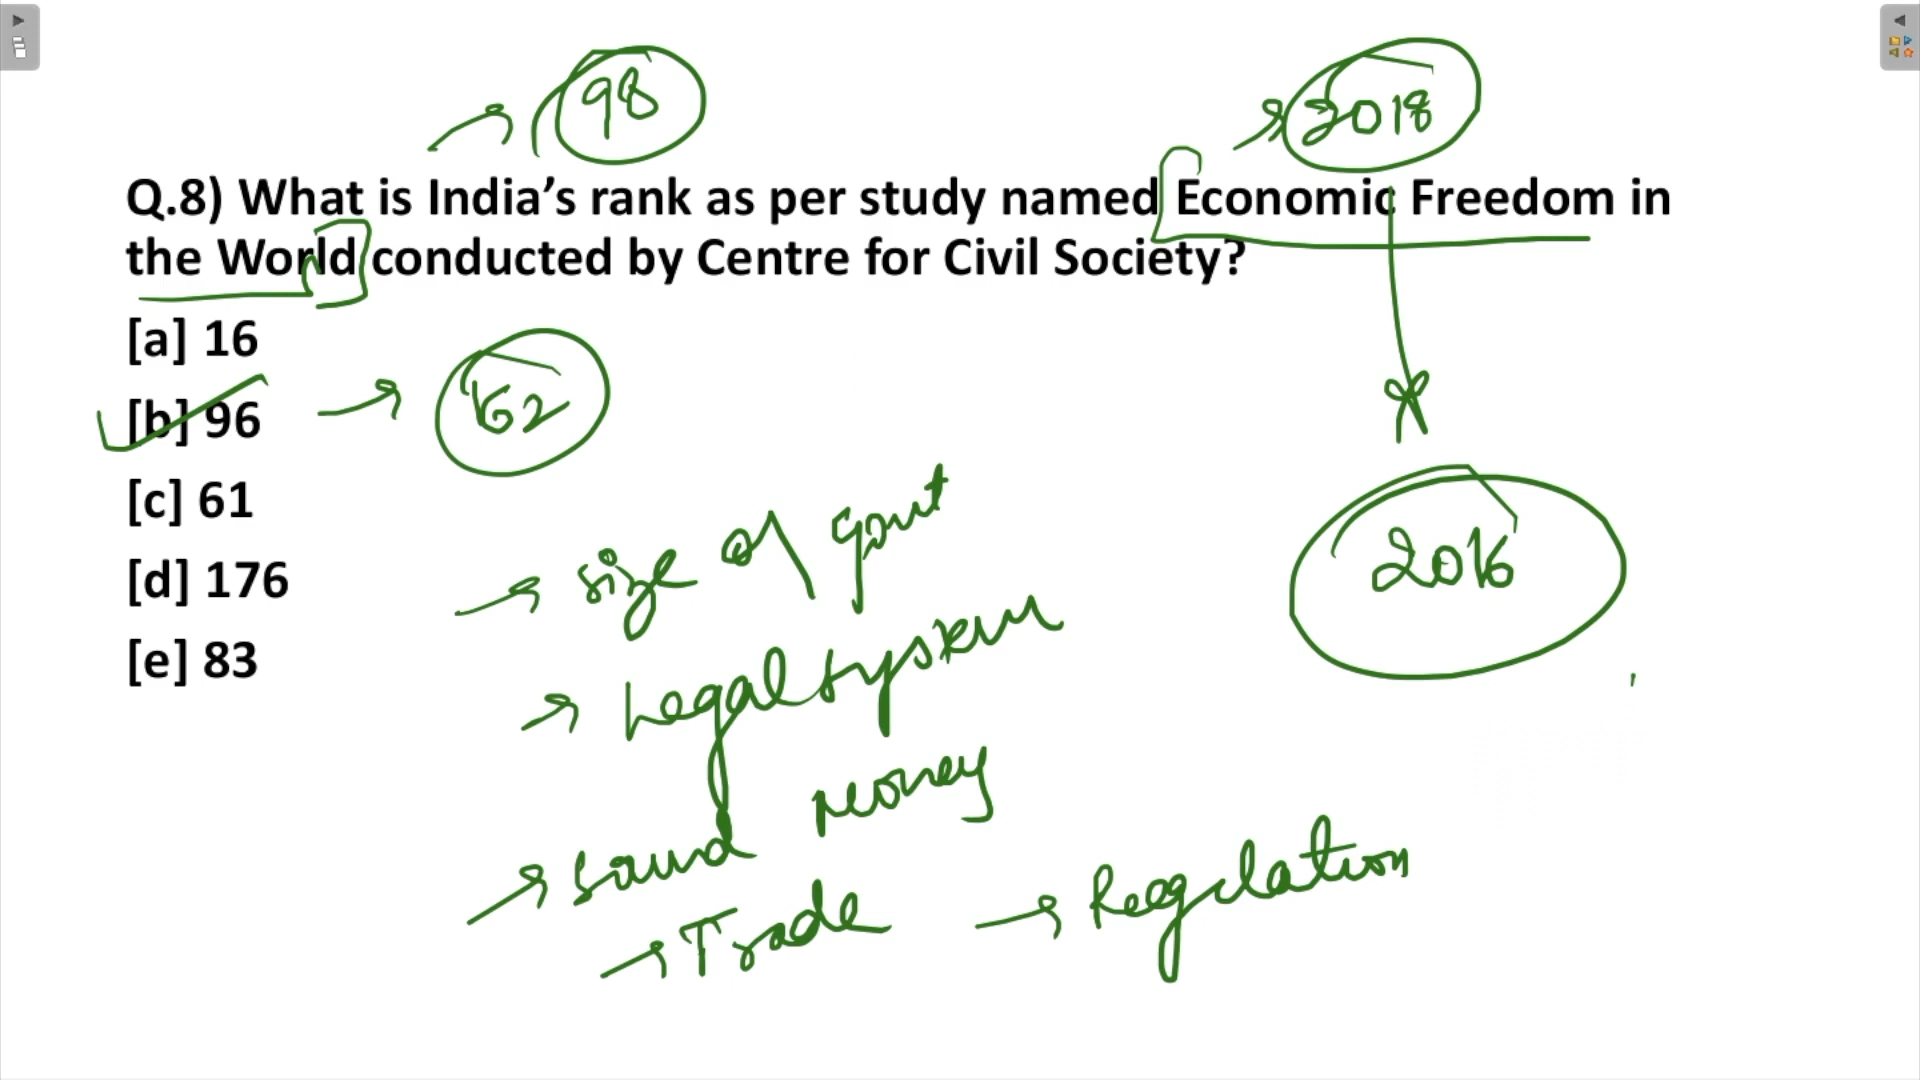 98
2018
Q.8) What is India's rank as per study named Economic Freedom in
the World conducted by Centre for Civil Society?
[a] 16
[b] 96
162
[c] 61
[d] 176
[e] 83
2016
size of govt
Legal system
Sound money
Trade
Regulation